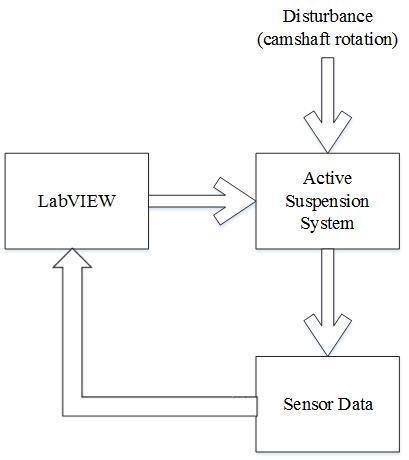 Disturbance
(camshaft rotation)
LabVIEW
Active
Suspension
System
Sensor Data